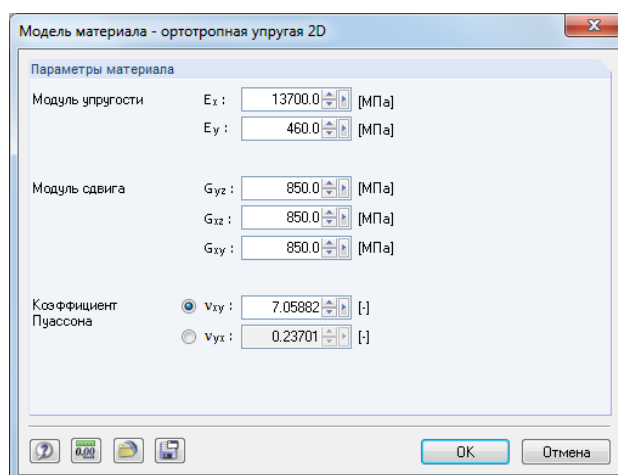 Модель материала - ортотропная упругая 2D
Параметры материала
Модуль упругости Ex : 13700.0 [МПа]
Ey : 460.0 [МПа]
Модуль сдвига Gyz : 850.0 [МПа]
Gxz : 850.0 [МПа]
Gxy : 850.0 [МПа]
Коэффициент
Пуассона
νxy : 7.05882 [-]
νyx : 0.23701 [-]
0.00
OK Отмена